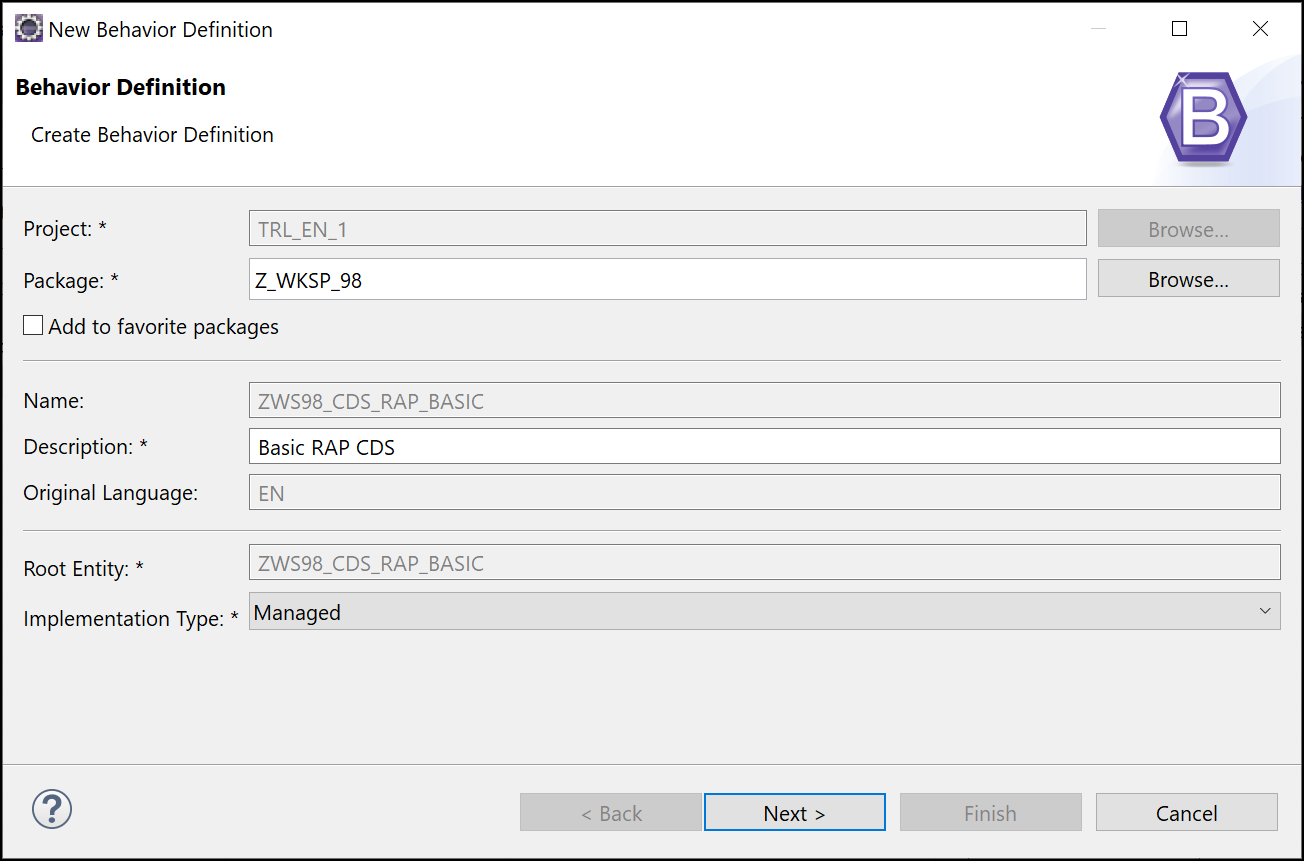 New Behavior Definition
Behavior Definition
Create Behavior Definition
B
Project: * TRL_EN_1 Browse...
Package: * Z_WKSP_98 Browse...
Add to favorite packages
Name: ZWS98_CDS_RAP_BASIC
Description: * Basic RAP CDS
Original Language: EN
Root Entity: * ZWS98_CDS_RAP_BASIC
Implementation Type: * Managed
? < Back Next > Finish Cancel